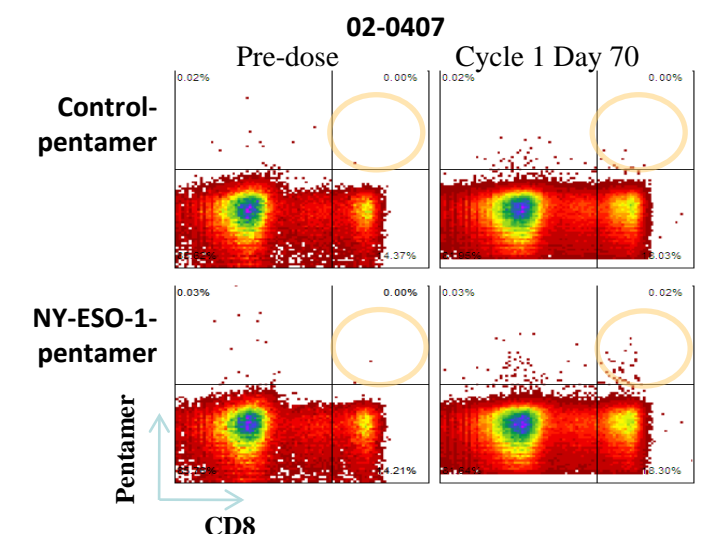 02-0407
Pre-dose
Cycle 1 Day 70
Control-
pentamer
0.02%
0.00%
0.02%
0.00%
4.37%
NY-ESO-1-
pentamer
0.03%
0.00%
0.03%
0.02%
4.21%
8.30%
Pentamer
CD8